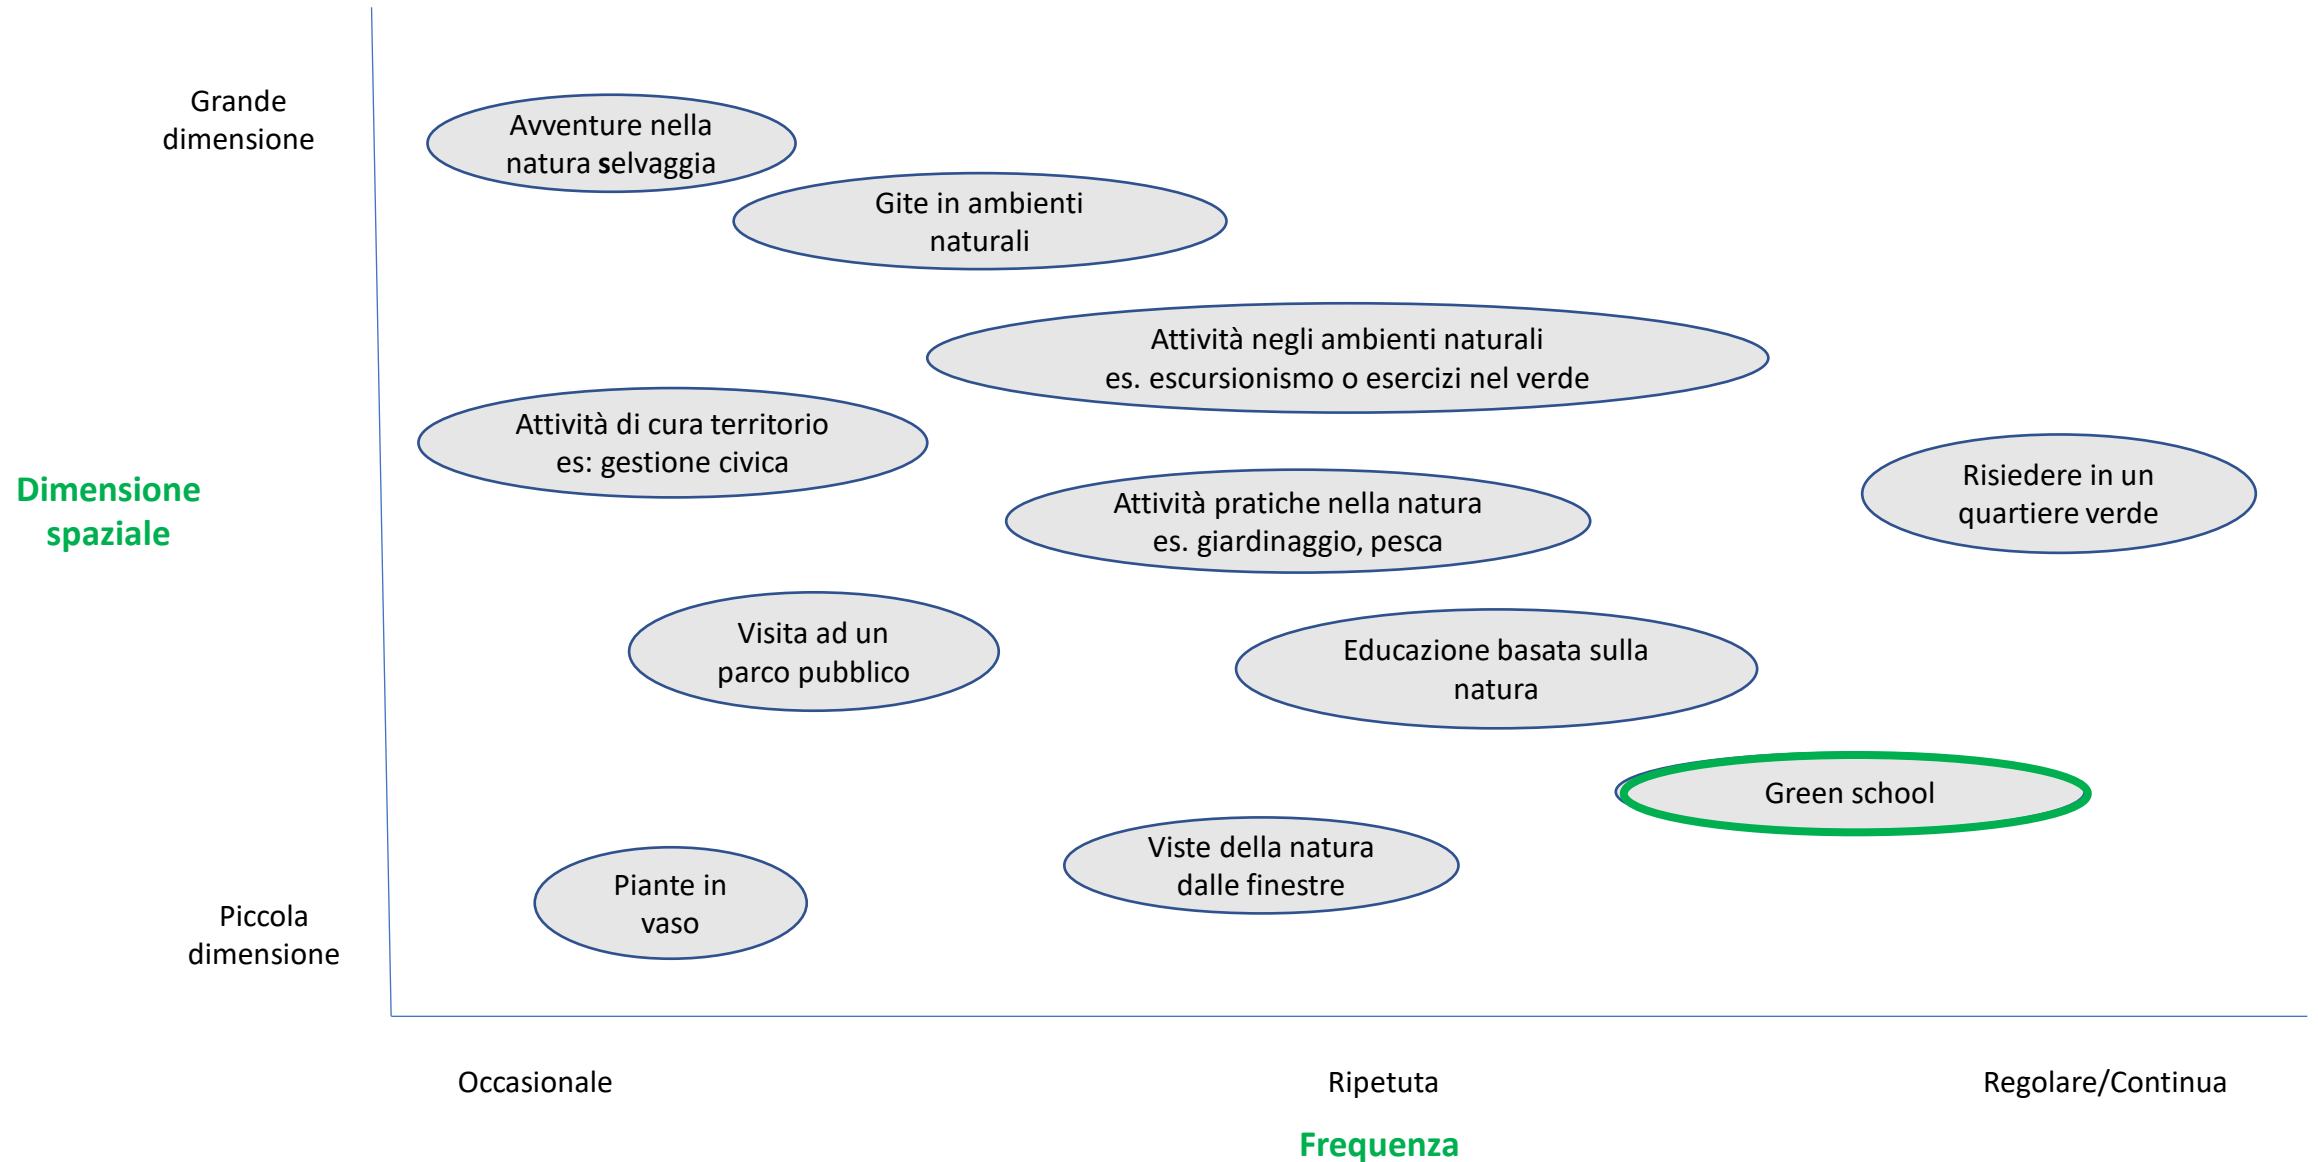 Grande
dimensione
Avventure nella
natura selvaggia
Gite in ambienti
naturali
Attività negli ambienti naturali
es. escursionismo o esercizi nel verde
Attività di cura territorio
es: gestione civica
Dimensione
spaziale
Attività pratiche nella natura
es. giardinaggio, pesca
Risiedere in un
quartiere verde
Visita ad un
parco pubblico
Educazione basata sulla
natura
Green school
Viste della natura
dalle finestre
Piante in
vaso
Piccola
dimensione
Occasionale
Ripetuta
Regolare/Continua
Frequenza